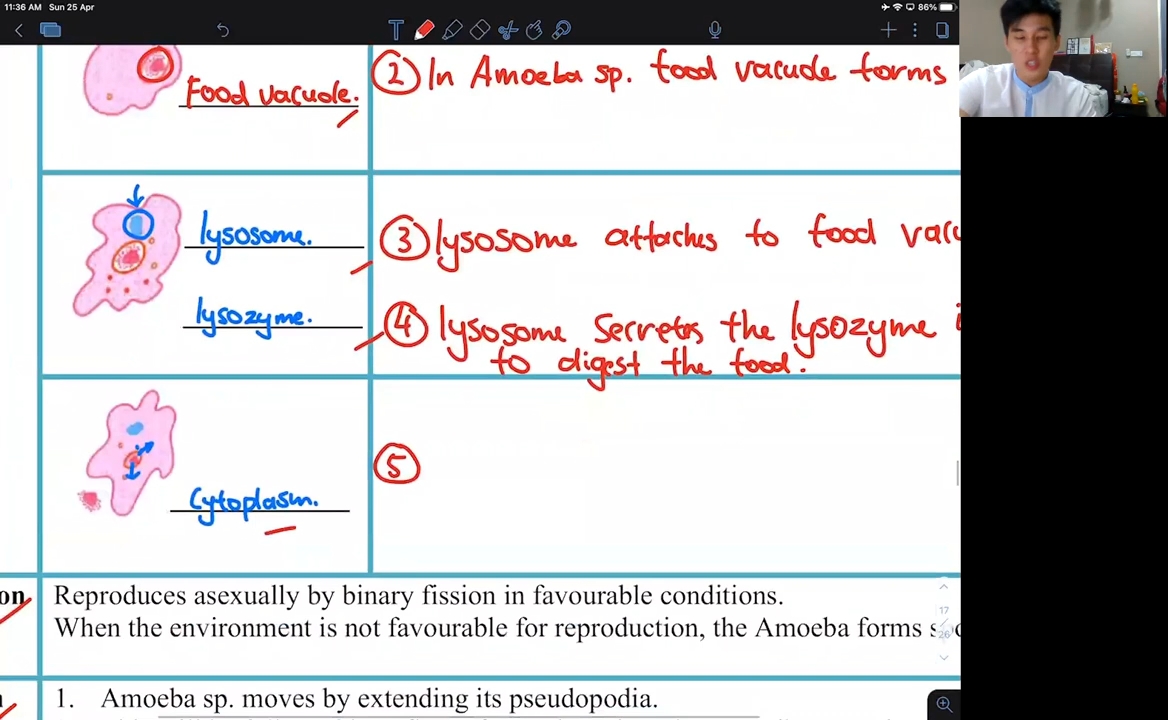 11:36 AM Sun 25 Apr
86%
Food vacuole.
② In Amoeba sp. food vacuole forms
lysosome.
③ lysosome attaches to food
lysozyme.
④ lysosome secretes the lysozyme
to digest the food.
⑤
Cytoplasm.
on
Reproduces asexually by binary fission in favourable conditions.
When the environment is not favourable for reproduction, the Amoeba forms
17
26
1. Amoeba sp. moves by extending its pseudopodia.